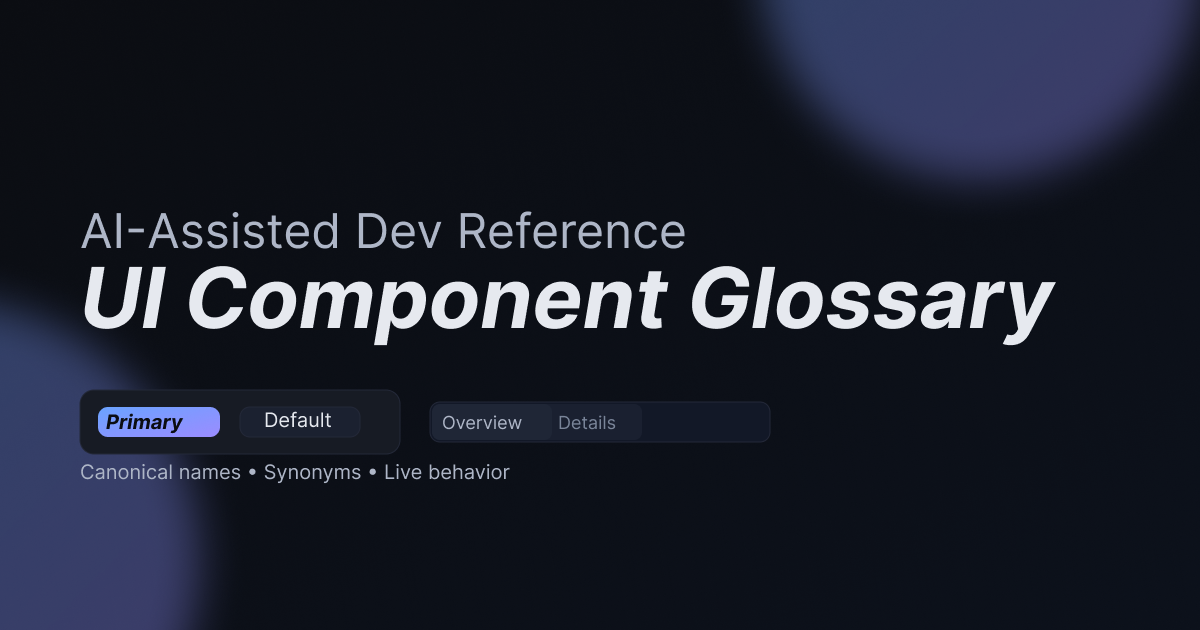 AI-Assisted Dev Reference
UI Component Glossary
Primary Default Overview Details
Canonical names • Synonyms • Live behavior